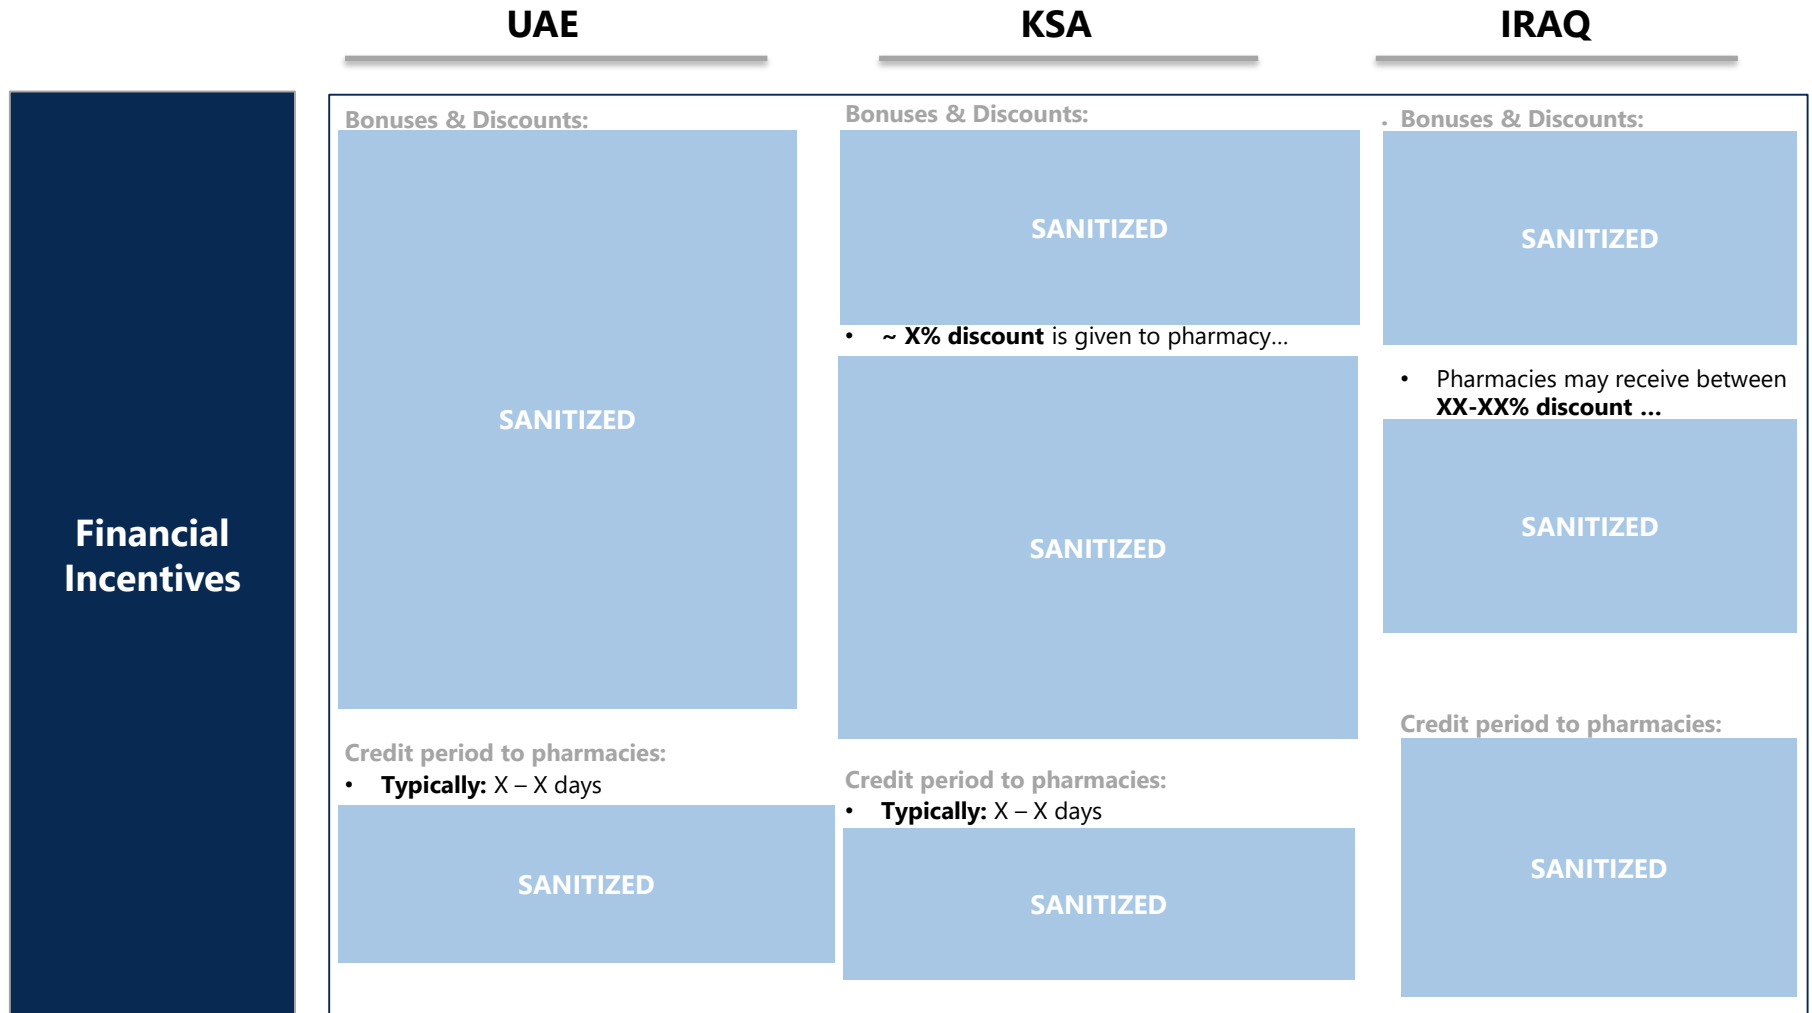 UAE
KSA
IRAQ
Financial
Incentives
Bonuses & Discounts:
SANITIZED
Credit period to pharmacies:
• Typically: X – X days
SANITIZED
Bonuses & Discounts:
SANITIZED
• ~ X% discount is given to pharmacy...
SANITIZED
Credit period to pharmacies:
• Typically: X – X days
SANITIZED
• Bonuses & Discounts:
SANITIZED
• Pharmacies may receive between
XX-XX% discount ...
SANITIZED
Credit period to pharmacies:
SANITIZED